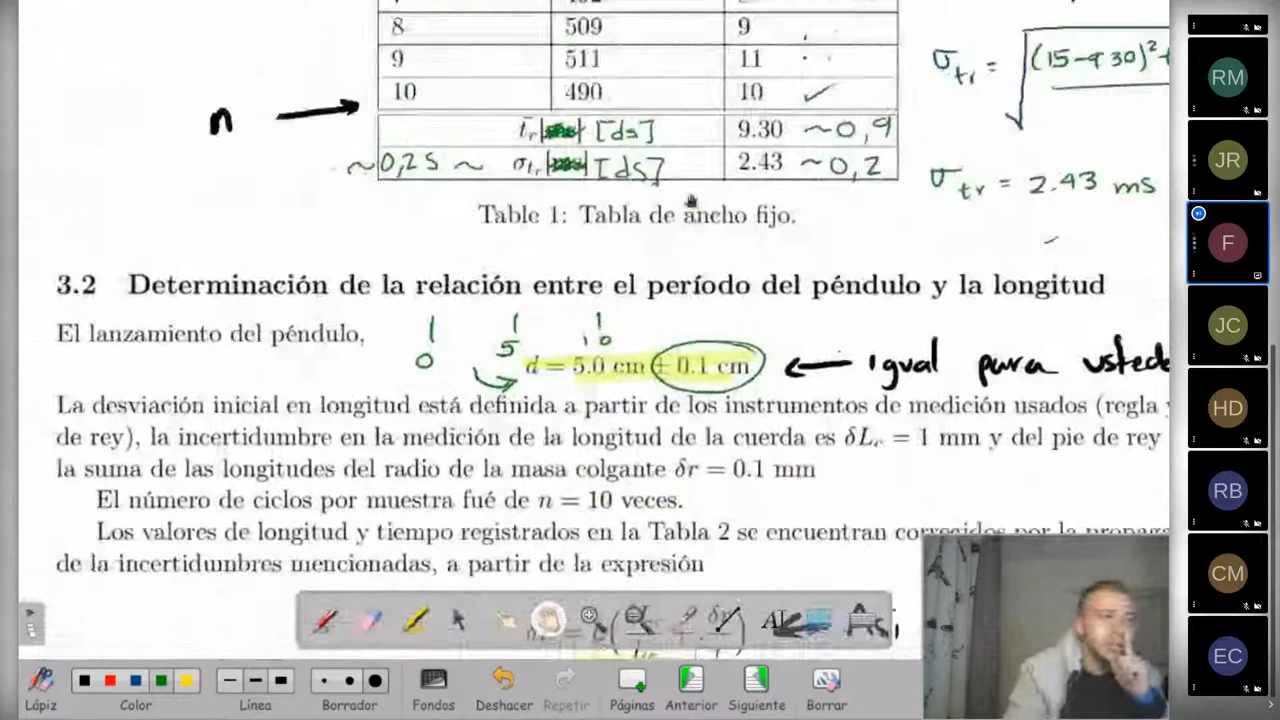 8 509 9
9 511 11
10 490 10
n
t̄r [ds] 9.30 ~0,9
~0,25 ~ σtr [ds] 2.43 ~0,2
Table 1: Tabla de ancho fijo.
σtr =
σtr = 2.43 ms
3.2 Determinación de la relación entre el período del péndulo y la longitud
El lanzamiento del péndulo,
0 5 10
d = 5.0 cm ± 0.1 cm
igual para ustede
La desviación inicial en longitud está definida a partir de los instrumentos de medición usados (regla
de rey), la incertidumbre en la medición de la longitud de la cuerda es δLc = 1 mm y del pie de rey
la suma de las longitudes del radio de la masa colgante δr = 0.1 mm
El número de ciclos por muestra fué de n = 10 veces.
Los valores de longitud y tiempo registrados en la Tabla 2 se encuentran corregidos por la
de la incertidumbres mencionadas, a partir de la expresión
Lápiz
Color
Línea
Borrador
Fondos
Deshacer
Repetir
Páginas
Anterior
Siguiente
Borrar
RM
JR
F
JC
HD
RB
CM
EC